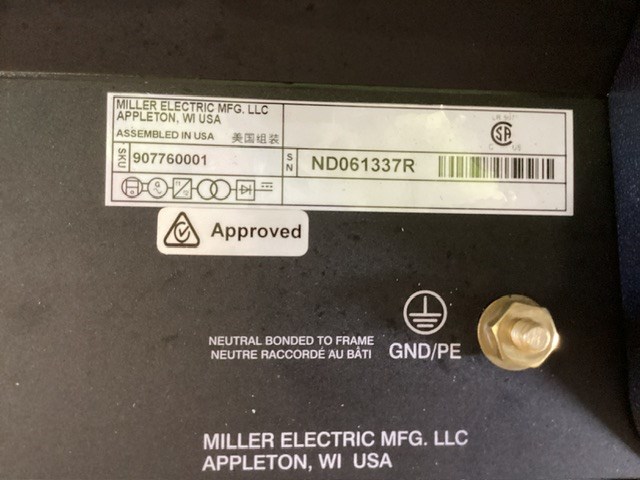 MILLER ELECTRIC MFG. LLC
APPLETON, WI USA
ASSEMBLED IN USA 美国组装
SKU 907760001
SN ND061337R
Approved
NEUTRAL BONDED TO FRAME
NEUTRE RACCORDÉ AU BÂTI
GND/PE
MILLER ELECTRIC MFG. LLC
APPLETON, WI USA